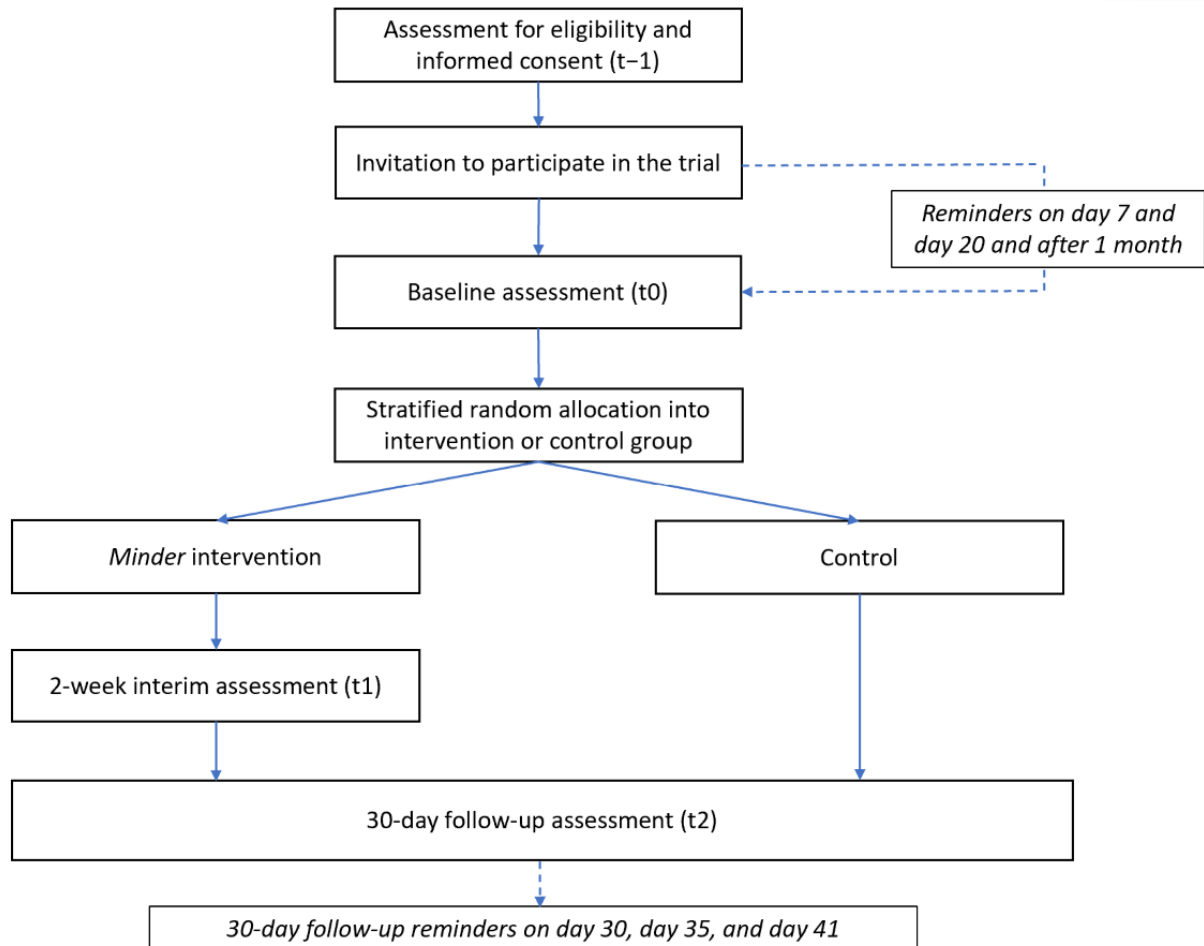 Assessment for eligibility and
informed consent (t−1)
Invitation to participate in the trial
Reminders on day 7 and
day 20 and after 1 month
Baseline assessment (t0)
Stratified random allocation into
intervention or control group
Minder intervention
Control
2-week interim assessment (t1)
30-day follow-up assessment (t2)
30-day follow-up reminders on day 30, day 35, and day 41